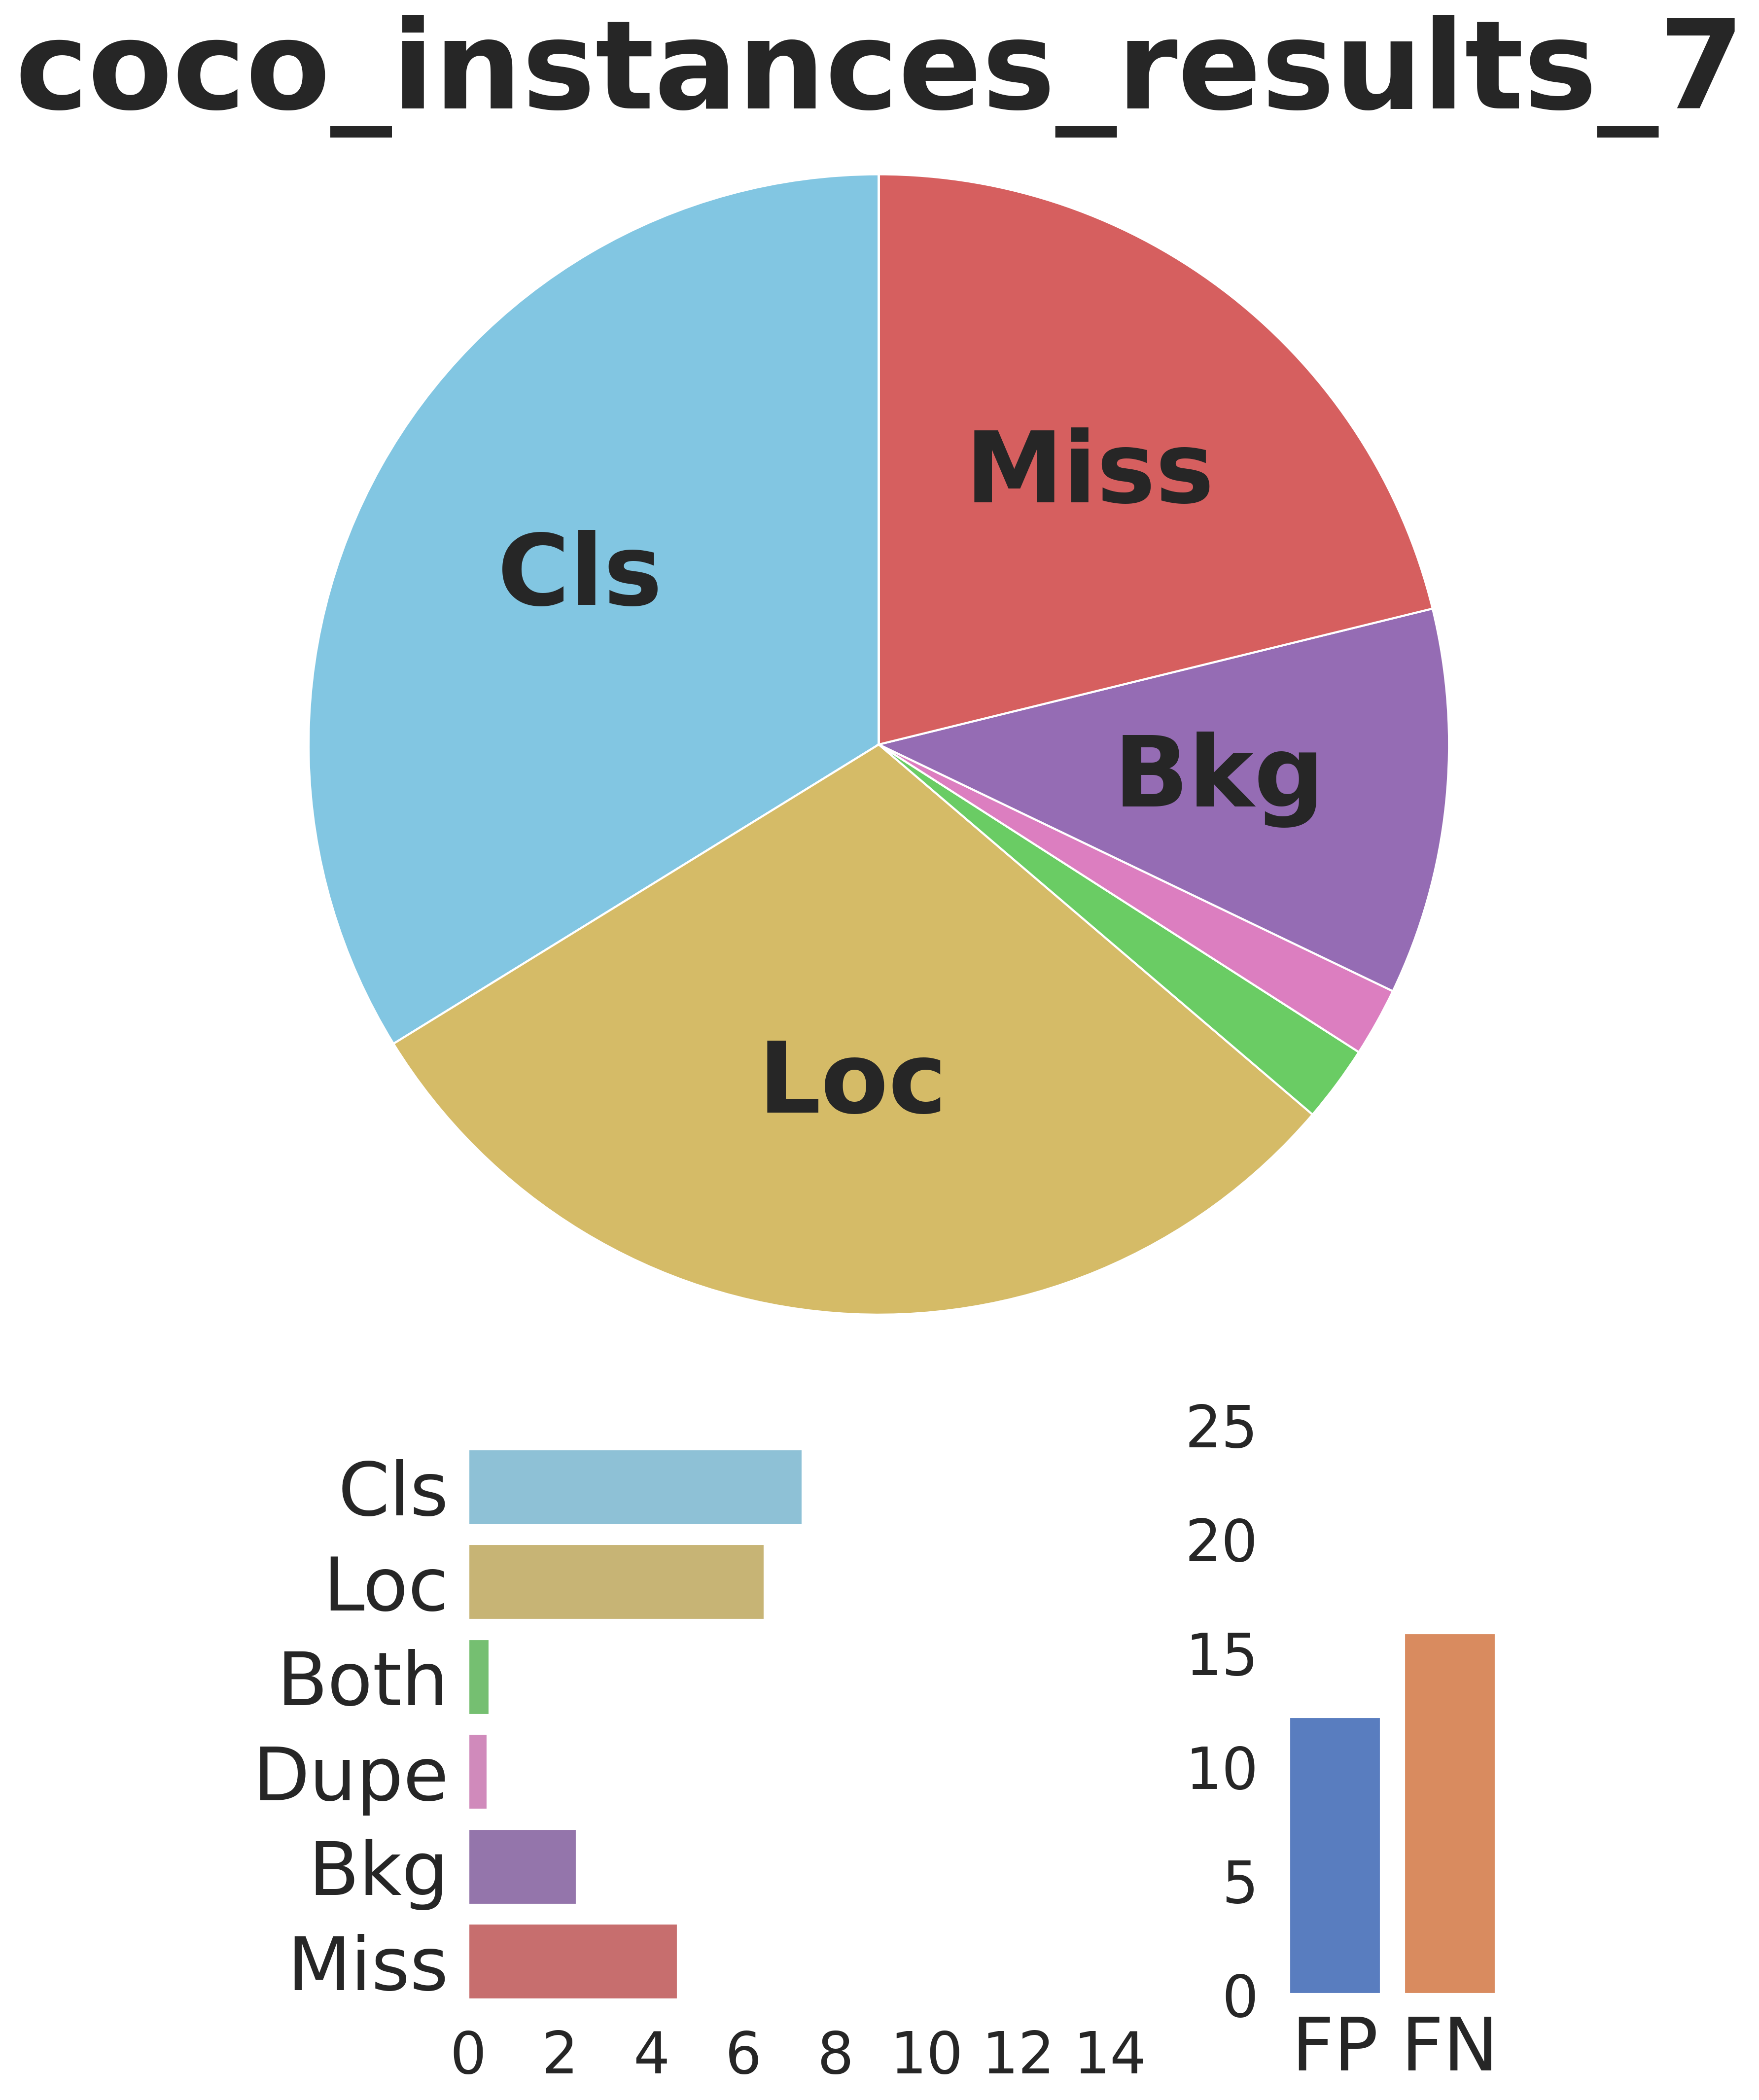 coco_instances_results_7
Miss
Cls
Bkg
Loc
Cls
Loc
Both
Dupe
Bkg
Miss
0 2 4 6 8 10 12 14
25
20
15
10
5
0
FP FN